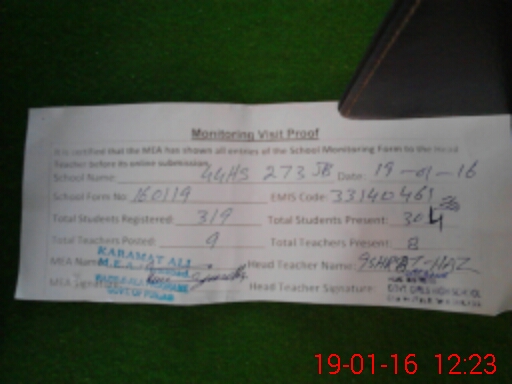 Monitoring Visit Proof
It is certified that the MEA has shown all entries of the School Monitoring Form to the Head
Teacher before its online submission.
School Name: GGHS 273 JB Date: 19-01-16
School Form No: 160119 EMIS Code: 33140461
Total Students Registered: 319 Total Students Present: 304
Total Teachers Posted: 9 Total Teachers Present: 8
MEA Name: KARAMAT ALI Head Teacher Name:
M.E.A
MEA Signature: Head Teacher Signature:
GOVT. OF PUNJAB
19-01-16 12:23